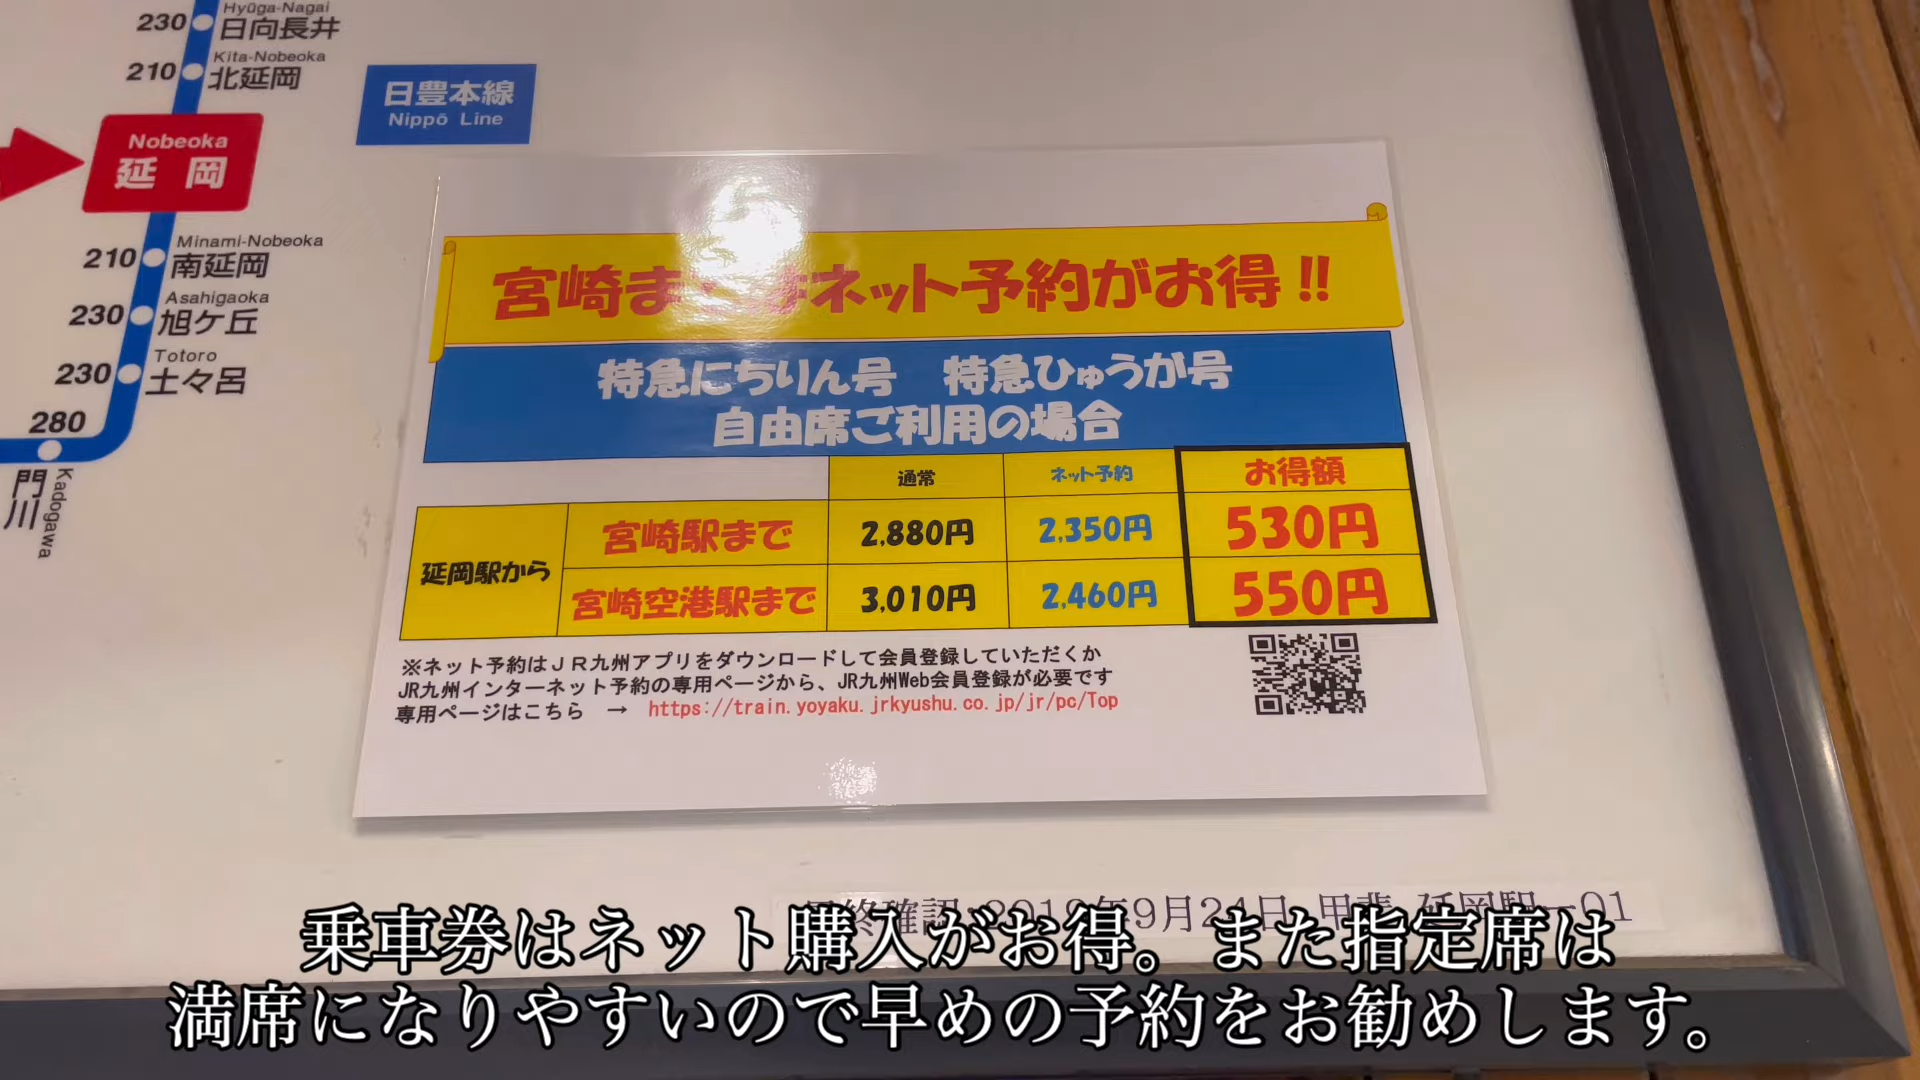 Hyūga-Nagai
230 日向長井
Kita-Nobeoka
210 北延岡
日豊本線
Nippō Line
Nobeoka
延岡
Minami-Nobeoka
210 南延岡
Asahigaoka
230 旭ケ丘
Totoro
230 土々呂
280
門川
Kadogawa
宮崎ま ネット予約がお得!!
特急にちりん号 特急ひゅうが号
自由席ご利用の場合
通常 ネット予約 お得額
延岡駅から
宮崎駅まで 2,880円 2,350円 530円
宮崎空港駅まで 3,010円 2,460円 550円
※ネット予約はJR九州アプリをダウンロードして会員登録していただくか
JR九州インターネット予約の専用ページから、JR九州Web会員登録が必要です
専用ページはこちら → https://train.yoyaku.jrkyushu.co.jp/jr/pc/Top
年9月24日 延岡駅-01
乗車券はネット購入がお得。また指定席は
満席になりやすいので早めの予約をお勧めします。